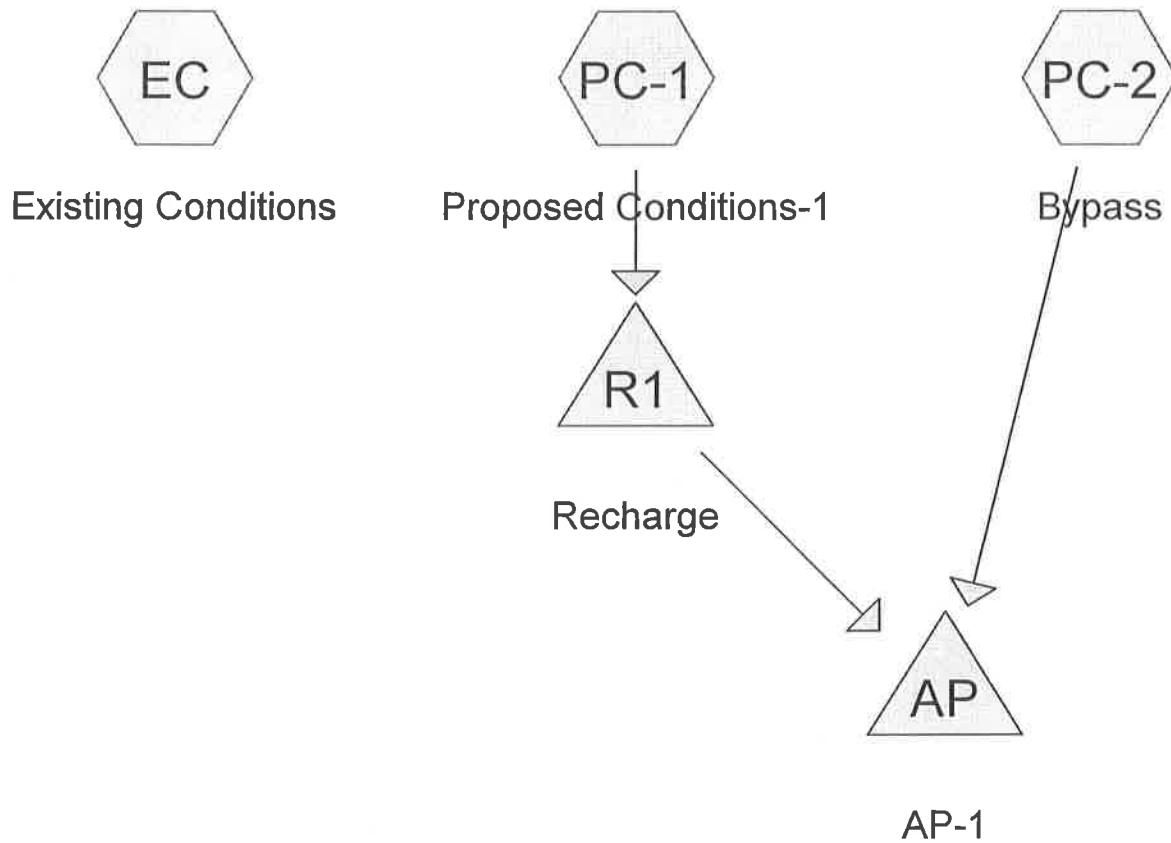 EC
PC-1
PC-2
Existing Conditions
Proposed Conditions-1
Bypass
R1
Recharge
AP
AP-1